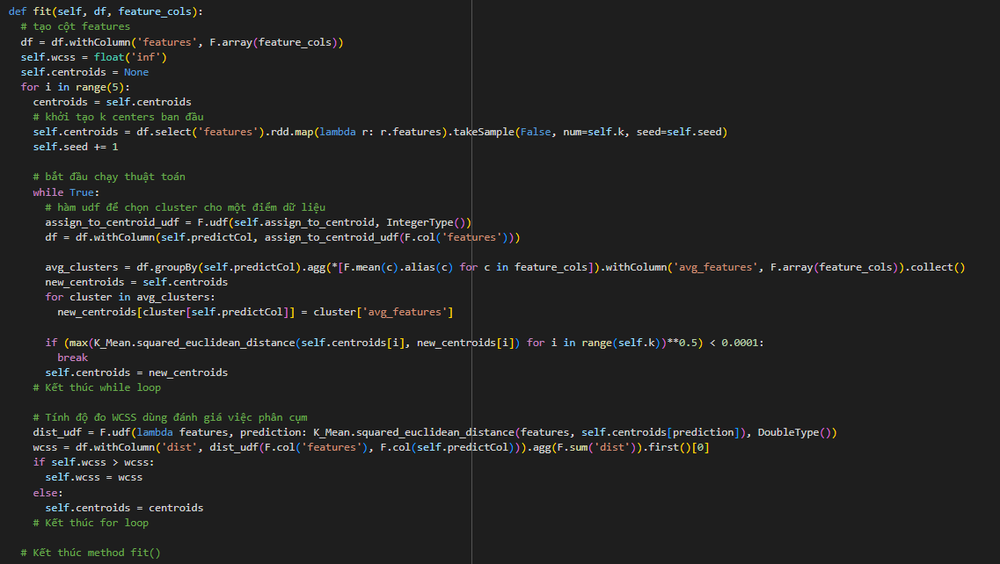 def fit(self, df, feature_cols):
  # tạo cột features
  df = df.withColumn('features', F.array(feature_cols))
  self.wcss = float('inf')
  self.centroids = None
  for i in range(5):
    centroids = self.centroids
    # khởi tạo k centers ban đầu
    self.centroids = df.select('features').rdd.map(lambda r: r.features).takeSample(False, num=self.k, seed=self.seed)
    self.seed += 1

    # bắt đầu chạy thuật toán
    while True:
      # hàm udf để chọn cluster cho một điểm dữ liệu
      assign_to_centroid_udf = F.udf(self.assign_to_centroid, IntegerType())
      df = df.withColumn(self.predictCol, assign_to_centroid_udf(F.col('features')))

      avg_clusters = df.groupBy(self.predictCol).agg(*[F.mean(c).alias(c) for c in feature_cols]).withColumn('avg_features', F.array(feature_cols)).collect()
      new_centroids = self.centroids
      for cluster in avg_clusters:
        new_centroids[cluster[self.predictCol]] = cluster['avg_features']

      if (max(K_Mean.squared_euclidean_distance(self.centroids[i], new_centroids[i]) for i in range(self.k))**0.5) < 0.0001:
        break
      self.centroids = new_centroids
    # Kết thúc while loop

    # Tính độ đo WCSS dùng đánh giá việc phân cụm
    dist_udf = F.udf(lambda features, prediction: K_Mean.squared_euclidean_distance(features, self.centroids[prediction]), DoubleType())
    wcss = df.withColumn('dist', dist_udf(F.col('features'), F.col(self.predictCol))).agg(F.sum('dist')).first()[0]
    if self.wcss > wcss:
      self.wcss = wcss
    else:
      self.centroids = centroids
    # Kết thúc for loop

  # Kết thúc method fit()